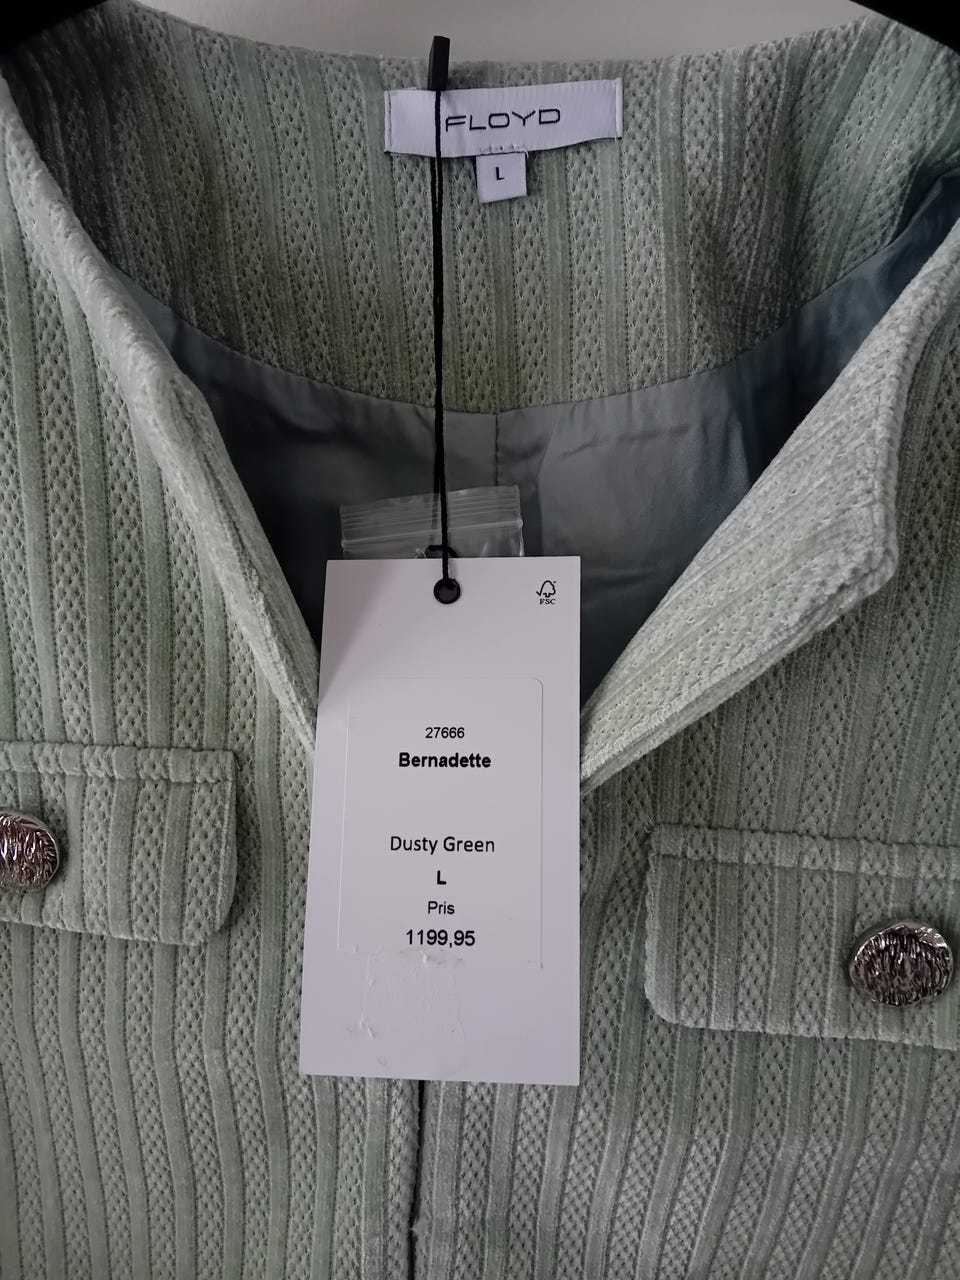 FLOYD
L
FSC
27666
Bernadette
Dusty Green
L
Pris
1199,95